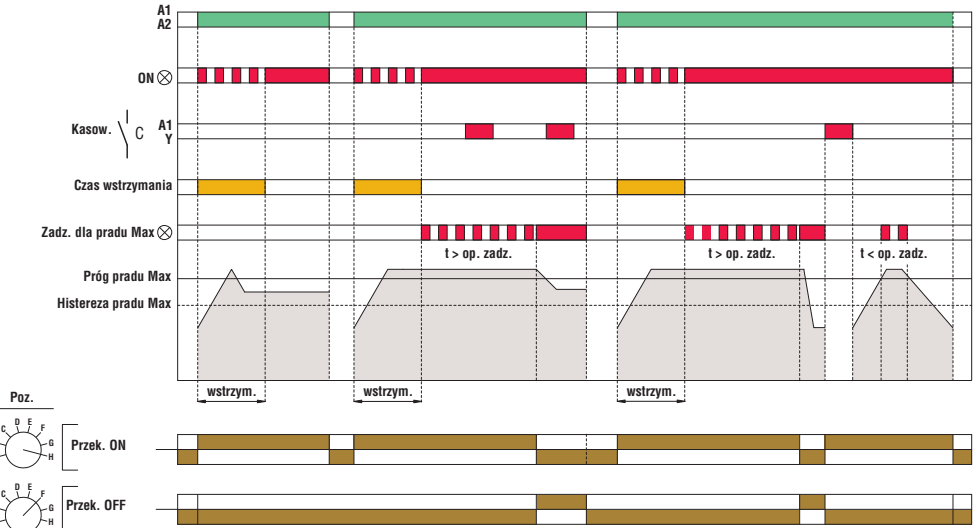 A1
A2
ON
Kasow. C A1
Y
Czas wstrzymania
Zadz. dla pradu Max
t > op. zadz. t > op. zadz. t < op. zadz.
Próg pradu Max
Histereza pradu Max
wstrzym. wstrzym. wstrzym.
Poz.
C D E F G H
Przek. ON
C D E F G H
Przek. OFF